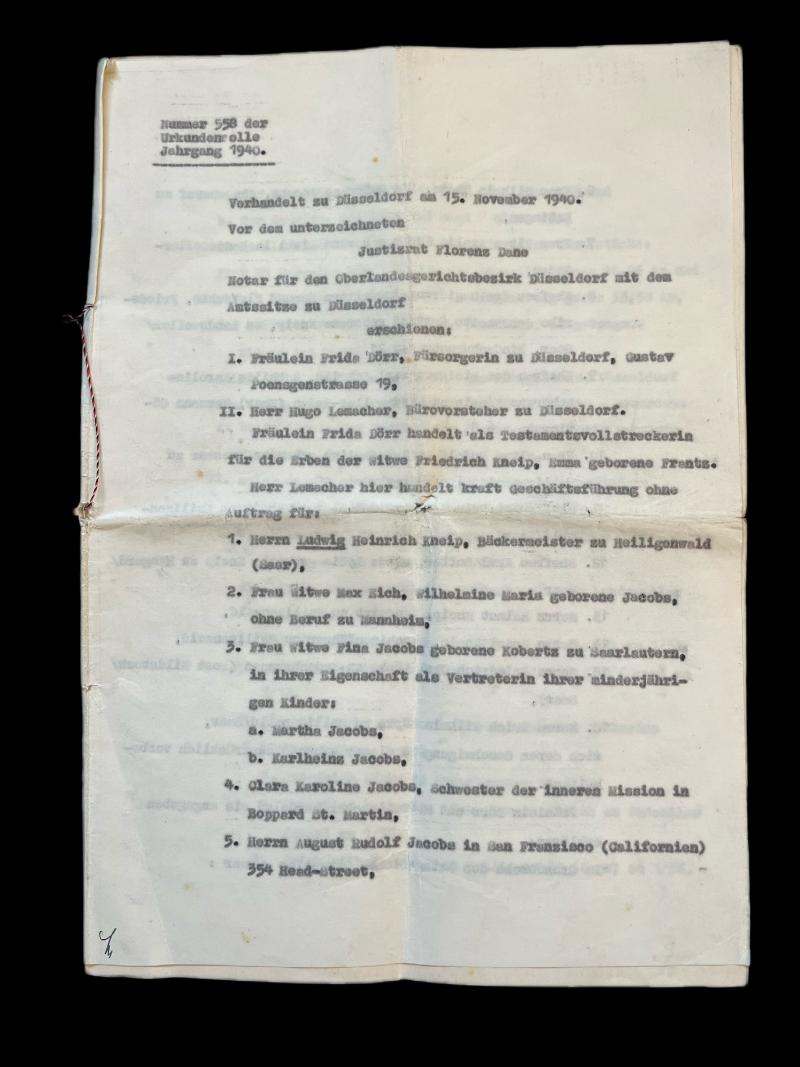 Nummer 558 der
Urkundenrolle
Jahrgang 1940.
Verhandelt zu Düsseldorf am 15. November 1940.
Vor dem unterzeichneten
Justizrat Florenz Dane
Notar für den Oberlandesgerichtsbezirk Düsseldorf mit dem
Amtssitze zu Düsseldorf
erschienen:
I. Fräulein Frida Dörr, Fürsorgerin zu Düsseldorf, Gustav
Poensgenstrasse 19,
II. Herr Hugo Lemacher, Bürovorsteher zu Düsseldorf.
Fräulein Frida Dörr handelt als Testamentsvollstreckerin
für die Erben der Witwe Friedrich Kneip, Emma geborene Frantz.
Herr Lemacher hier handelt kraft Geschäftsführung ohne
Auftrag für:
1. Herrn Ludwig Heinrich Kneip, Bäckermeister zu Heiligenwald
(Saar),
2. Frau Witwe Max Eich, Wilhelmine Maria geborene Jacobs,
ohne Beruf zu Mannheim,
3. Frau Witwe Fina Jacobs geborene Kobertz zu Saarlautern,
in ihrer Eigenschaft als Vertreterin ihrer minderjähri-
gen Kinder:
a. Martha Jacobs,
b. Karlheinz Jacobs,
4. Clara Karoline Jacobs, Schwester der inneren Mission in
Boppard St. Martin,
5. Herrn August Rudolf Jacobs in San Franzisco (Californien)
354 Head-Street,